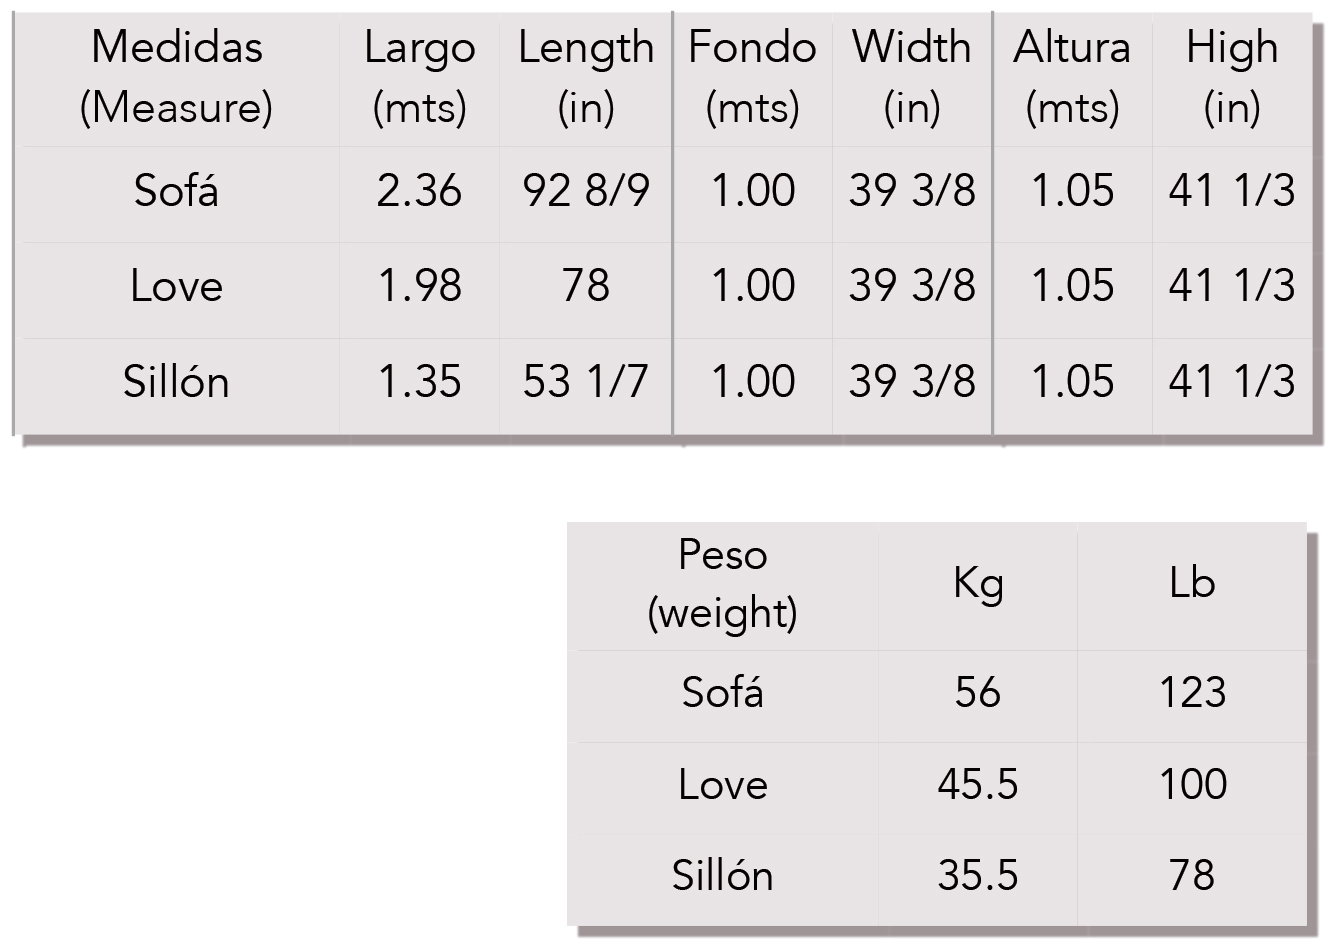 Medidas Largo Length Fondo Width Altura High
(Measure) (mts) (in) (mts) (in) (mts) (in)
Sofá 2.36 92 8/9 1.00 39 3/8 1.05 41 1/3
Love 1.98 78 1.00 39 3/8 1.05 41 1/3
Sillón 1.35 53 1/7 1.00 39 3/8 1.05 41 1/3
Peso
(weight) Kg Lb
Sofá 56 123
Love 45.5 100
Sillón 35.5 78